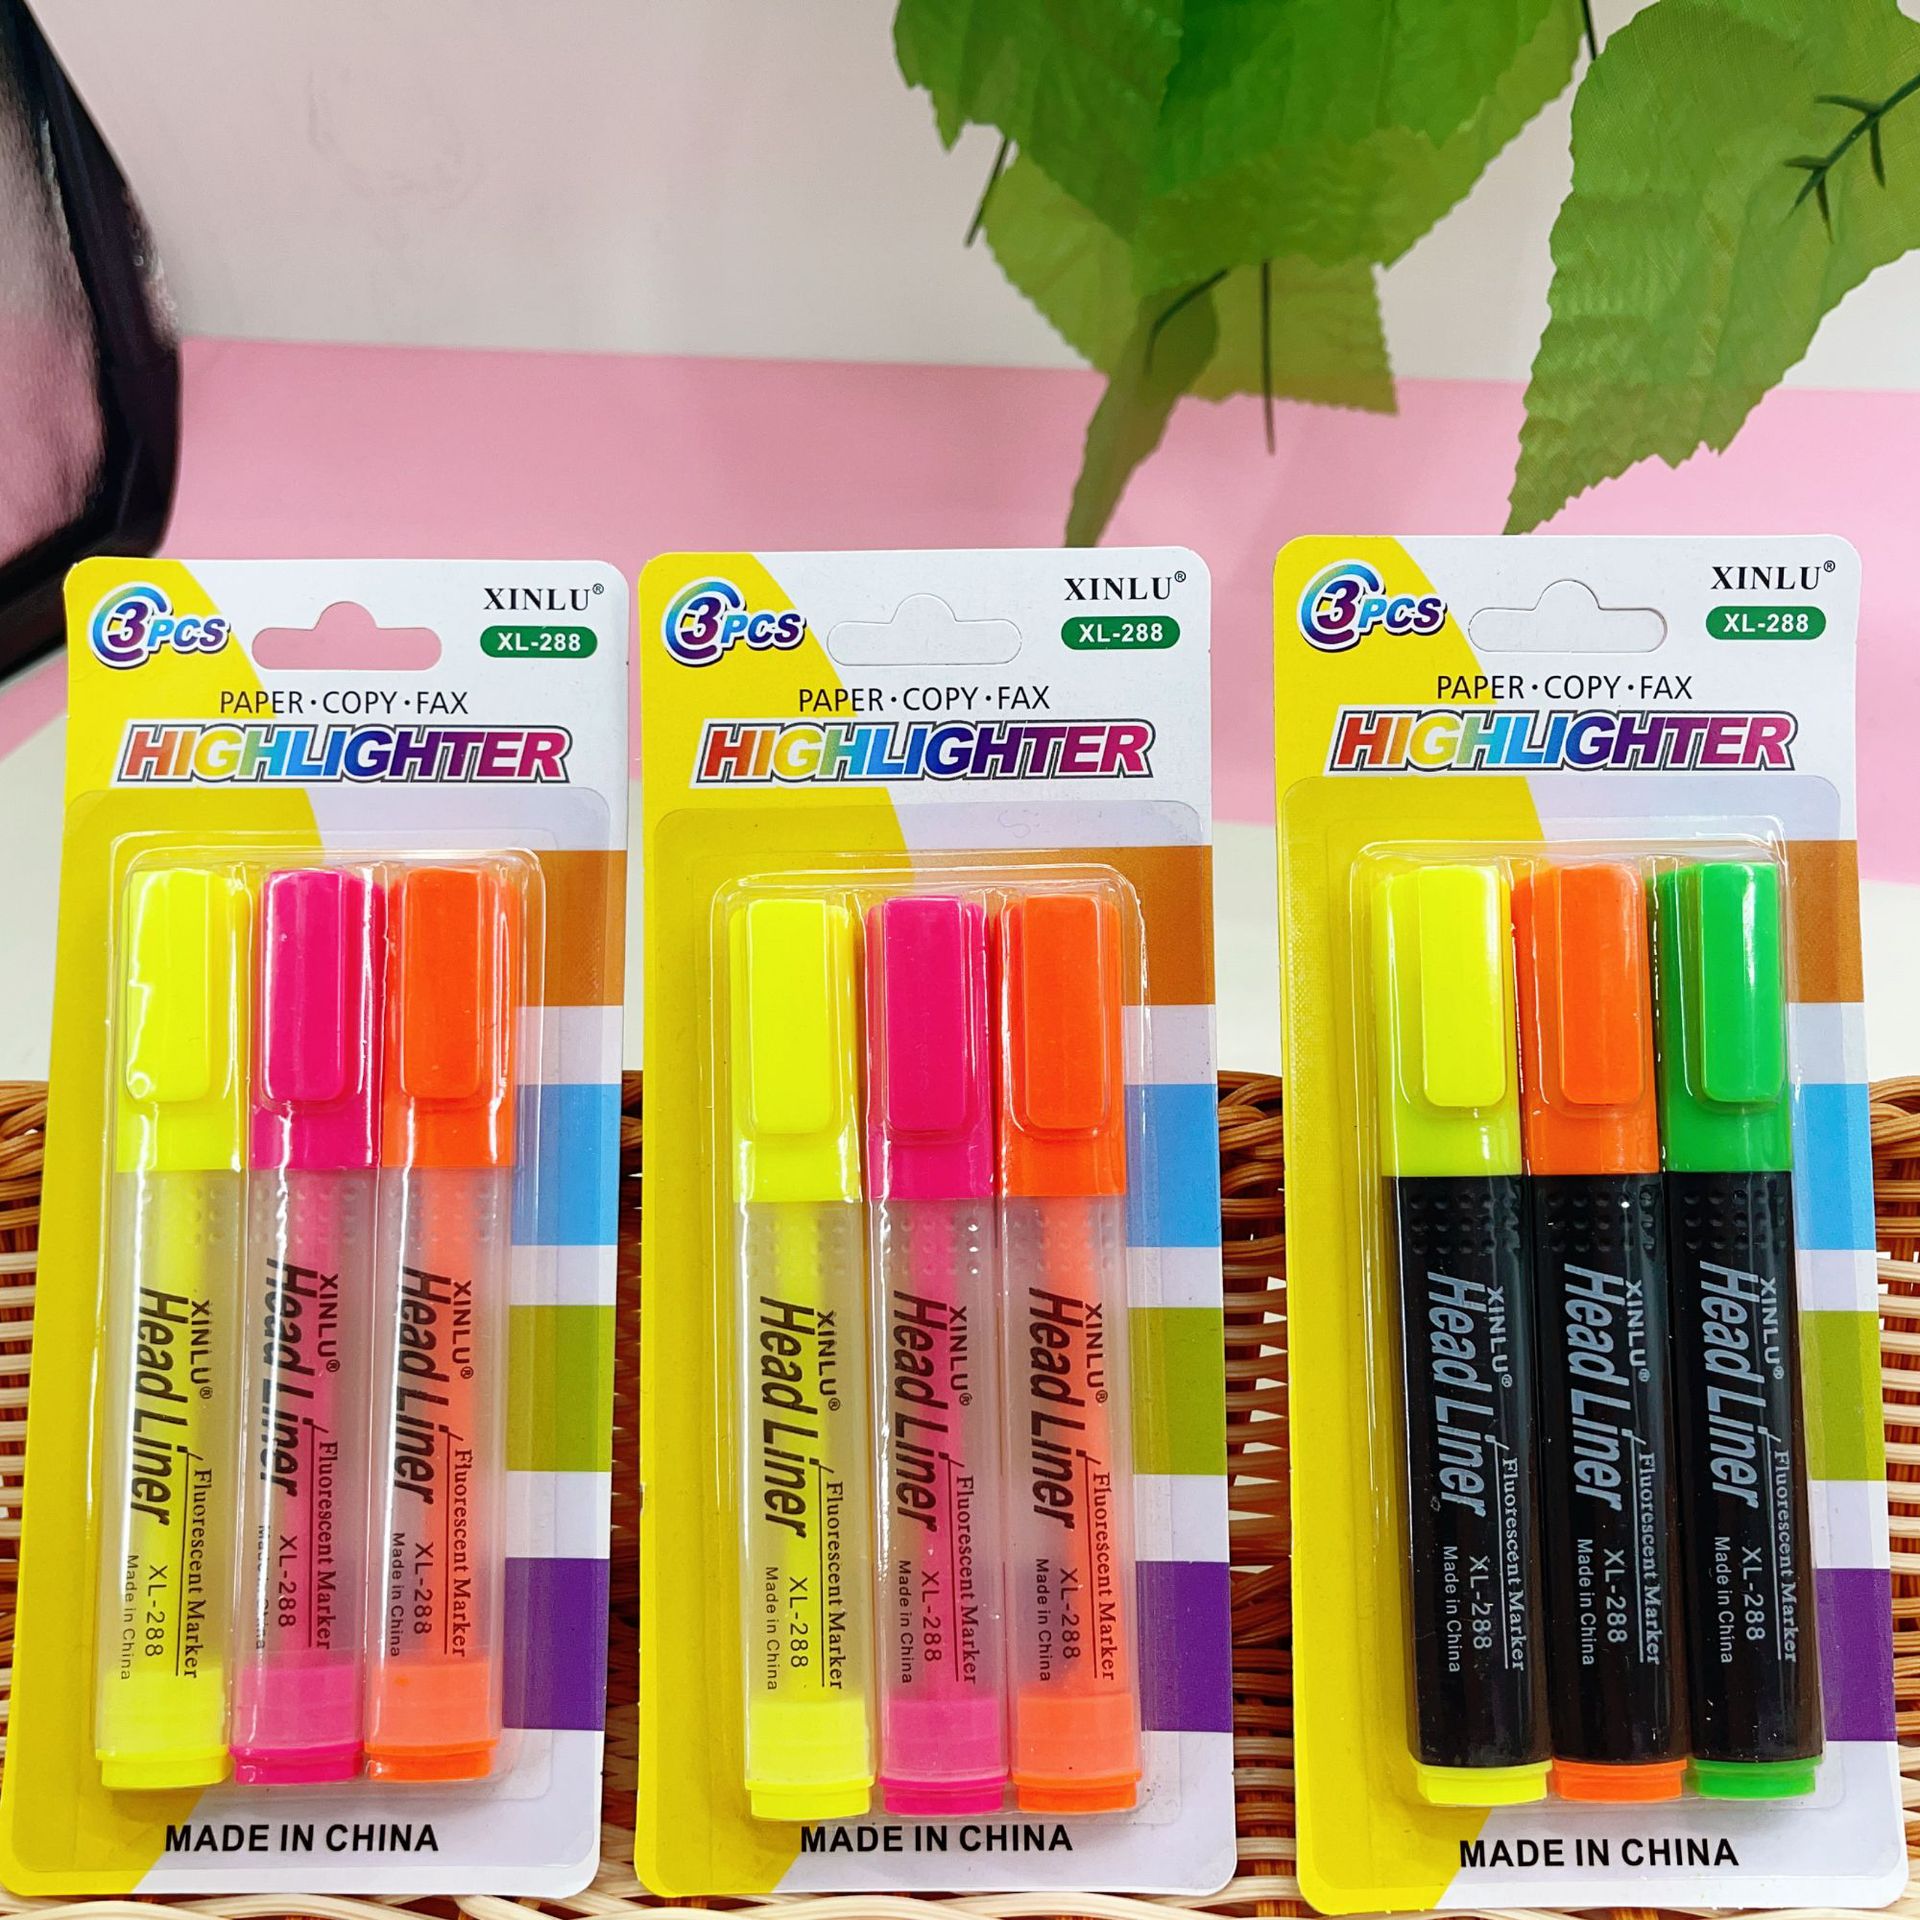 3PCS
XINLU®
XL-288
PAPER·COPY·FAX
HIGHLIGHTER
XINLU®
Head Liner
Fluorescent Marker
XL-288
Made in China
XINLU®
Head Liner
Fluorescent Marker
XL-288
Made in China
XINLU®
Head Liner
Fluorescent Marker
XL-288
Made in China
MADE IN CHINA
3PCS
XINLU®
XL-288
PAPER·COPY·FAX
HIGHLIGHTER
XINLU®
Head Liner
Fluorescent Marker
XL-288
Made in China
XINLU®
Head Liner
Fluorescent Marker
XL-288
Made in China
XINLU®
Head Liner
Fluorescent Marker
XL-288
Made in China
MADE IN CHINA
3PCS
XINLU®
XL-288
PAPER·COPY·FAX
HIGHLIGHTER
XINLU®
Head Liner
Fluorescent Marker
XL-288
Made in China
XINLU®
Head Liner
Fluorescent Marker
XL-288
Made in China
XINLU®
Head Liner
Fluorescent Marker
XL-288
Made in China
MADE IN CHINA